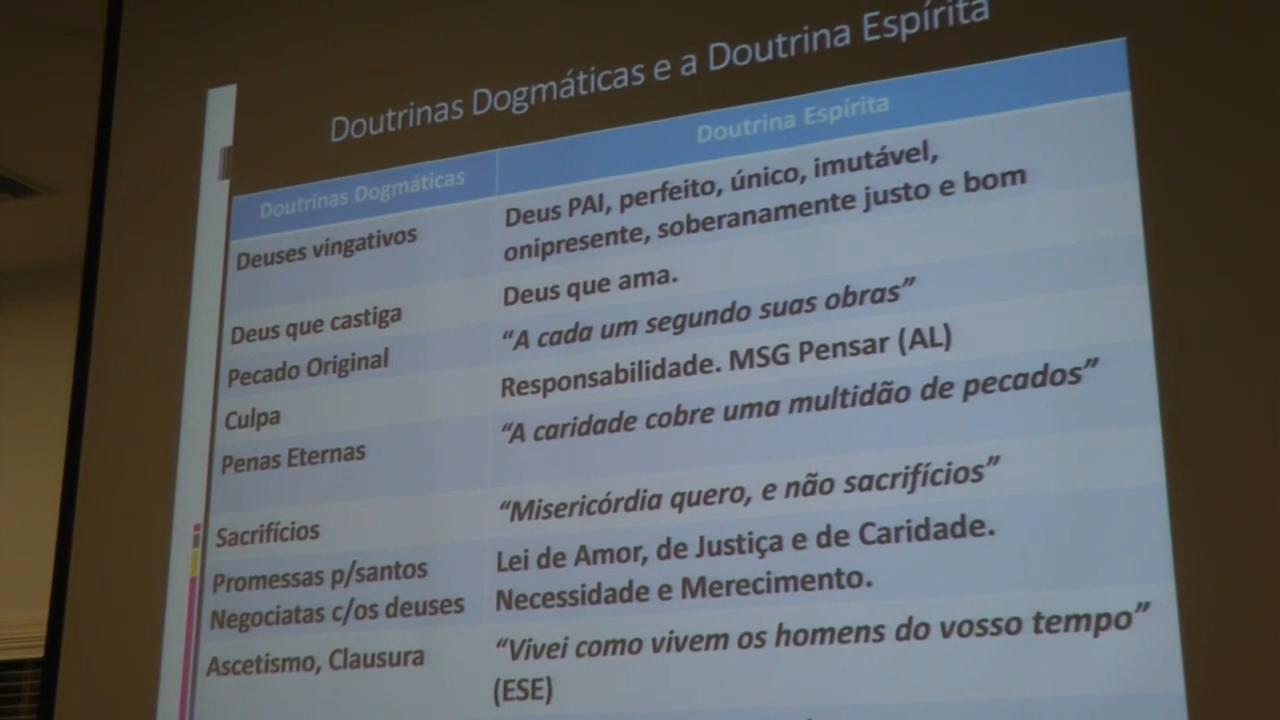 Doutrinas Dogmáticas e a Doutrina Espírita
Doutrinas Dogmáticas
Doutrina Espírita
Deuses vingativos
Deus PAI, perfeito, único, imutável,
onipresente, soberanamente justo e bom
Deus que castiga
Deus que ama.
Pecado Original
“A cada um segundo suas obras”
Culpa
Responsabilidade. MSG Pensar (AL)
Penas Eternas
“A caridade cobre uma multidão de pecados”
Sacrifícios
“Misericórdia quero, e não sacrifícios”
Promessas p/santos
Negociatas c/os deuses
Lei de Amor, de Justiça e de Caridade.
Necessidade e Merecimento.
Ascetismo, Clausura
“Vivei como vivem os homens do vosso tempo”
(ESE)